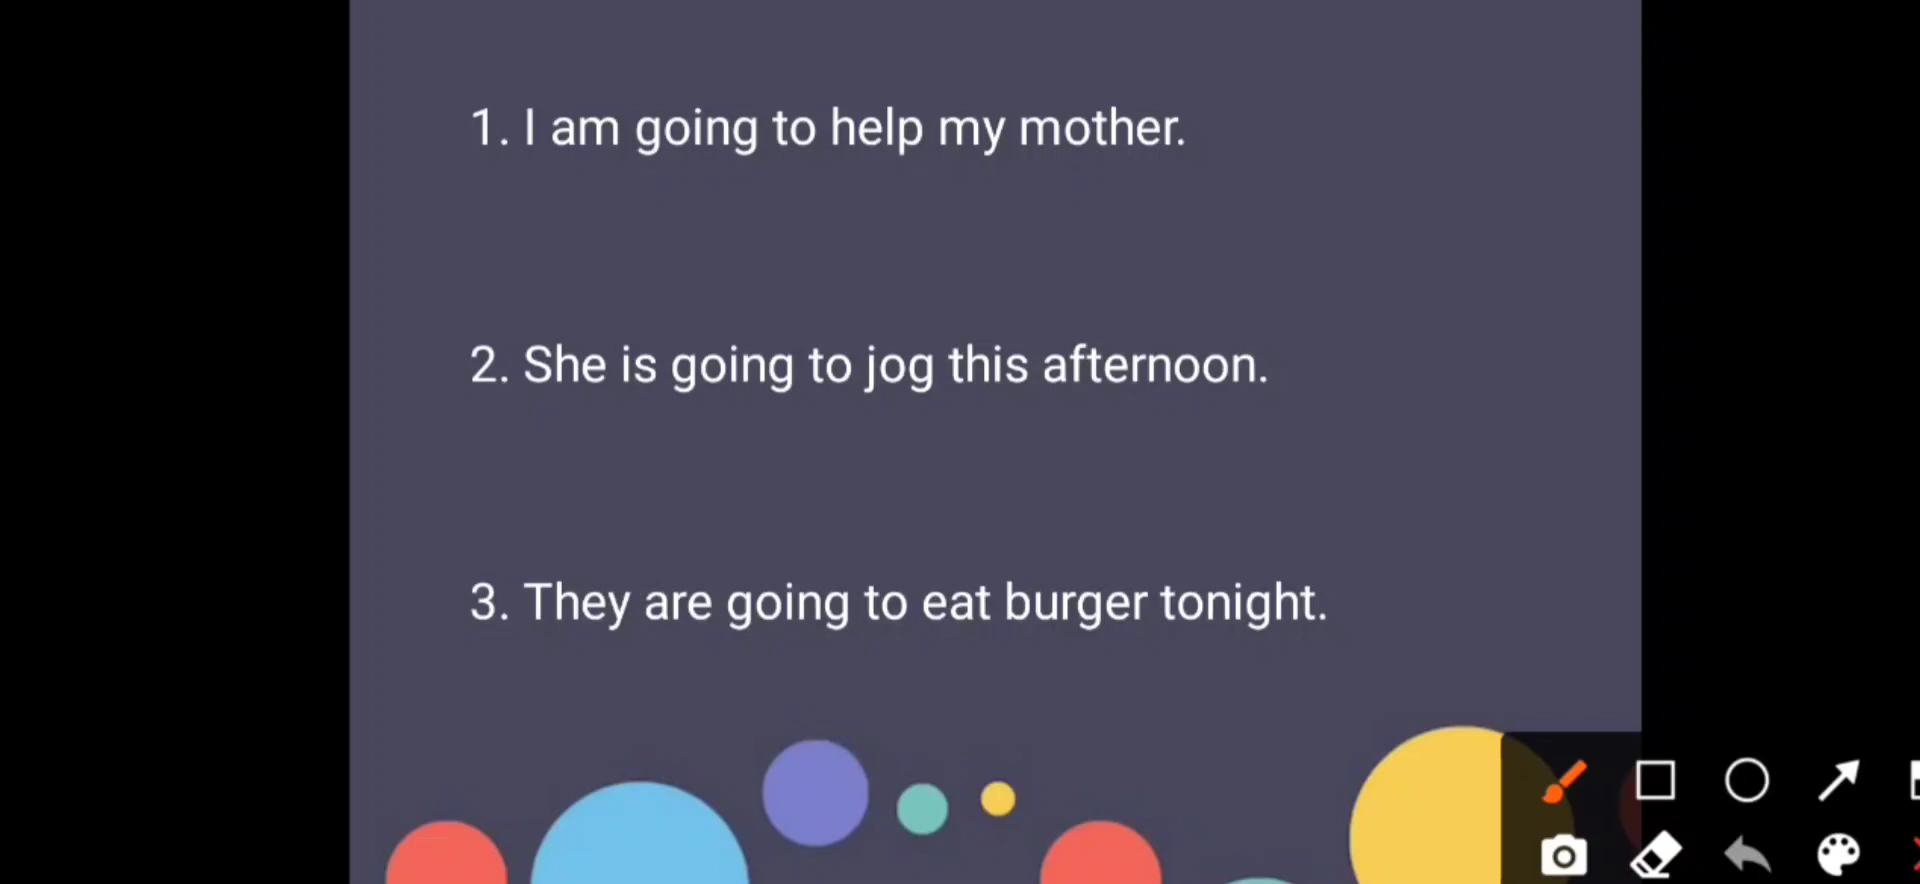 1. I am going to help my mother.
2. She is going to jog this afternoon.
3. They are going to eat burger tonight.